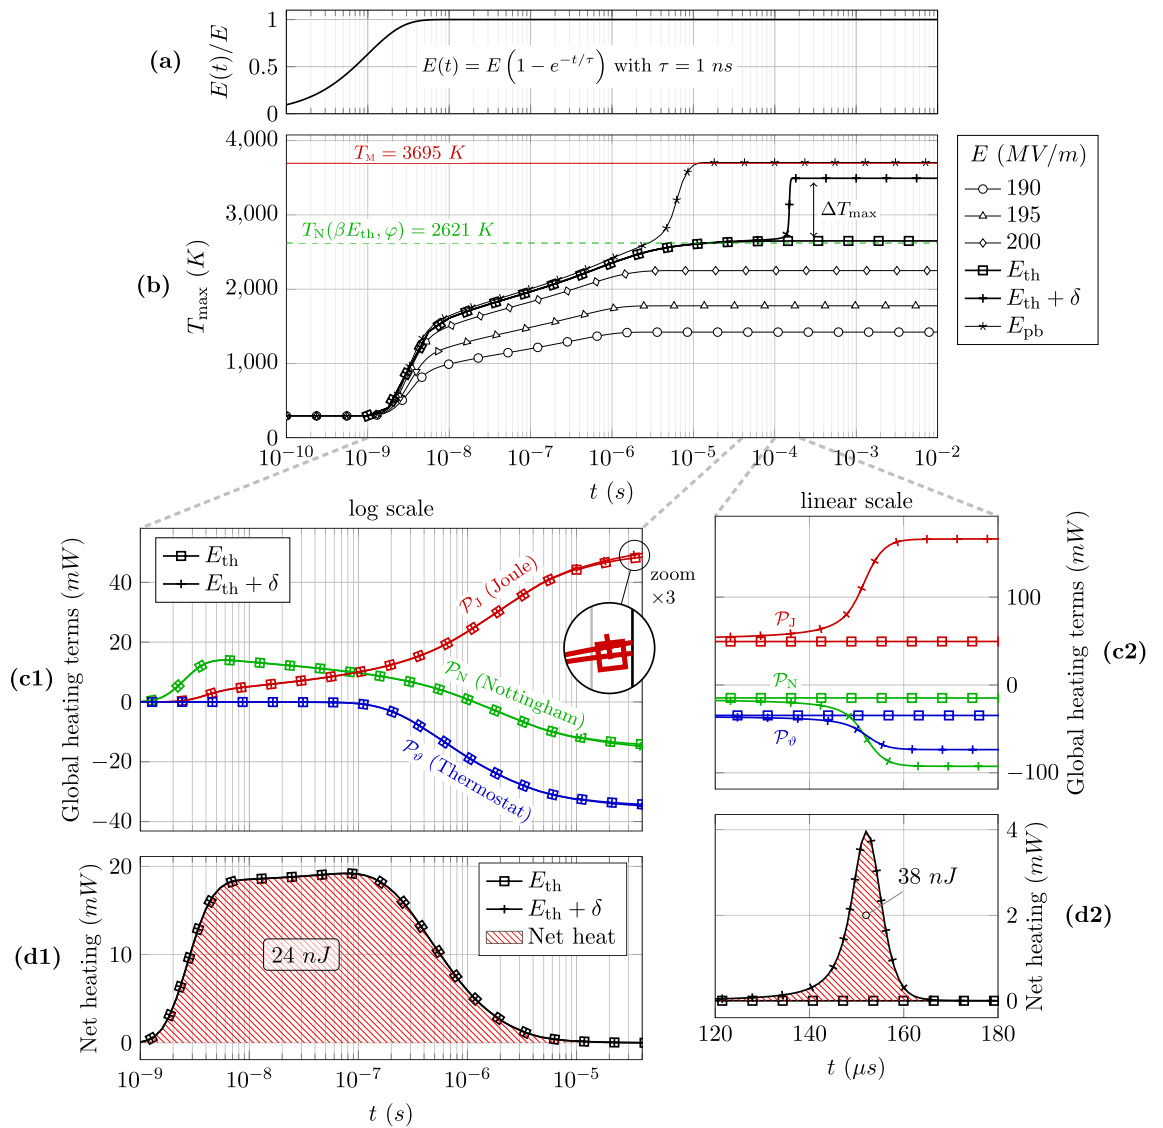 (a)
E(t)/E
1
0.5
0
E(t) = E (1 − e^{−t/τ}) with τ = 1 ns
(b)
T_max (K)
4,000
3,000
2,000
1,000
0
T_M = 3695 K
T_N(βE_th, φ) = 2621 K
ΔT_max
10^{−10} 10^{−9} 10^{−8} 10^{−7} 10^{−6} 10^{−5} 10^{−4} 10^{−3} 10^{−2}
t (s)
E (MV/m)
190
195
200
E_th
E_th + δ
E_pb
log scale
(c1)
Global heating terms (mW)
40
20
0
−20
−40
E_th
E_th + δ
𝒫_J (Joule)
𝒫_N (Nottingham)
𝒫_ϑ (Thermostat)
zoom
×3
linear scale
(c2)
Global heating terms (mW)
100
0
−100
𝒫_J
𝒫_N
𝒫_ϑ
(d1)
Net heating (mW)
20
10
0
E_th
E_th + δ
Net heat
24 nJ
10^{−9} 10^{−8} 10^{−7} 10^{−6} 10^{−5}
t (s)
(d2)
Net heating (mW)
4
2
0
38 nJ
120 140 160 180
t (μs)